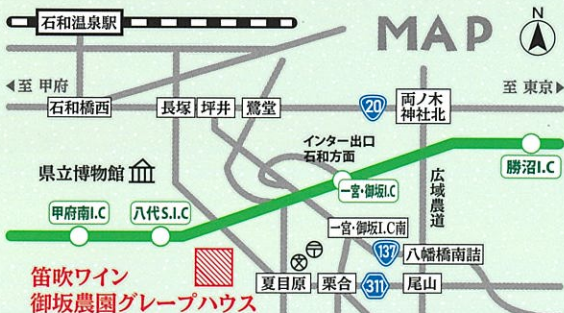 石和温泉駅
MAP
N
◀至 甲府
至 東京▶
石和橋西
長塚
坪井
鷺堂
20
両ノ木
神社北
インター出口
石和方面
県立博物館
勝沼I.C
一宮・御坂I.C
広域農道
甲府南I.C
八代S.I.C
一宮・御坂I.C南
137
八幡橋南詰
笛吹ワイン
御坂農園グレープハウス
夏目原
栗合
311
尾山